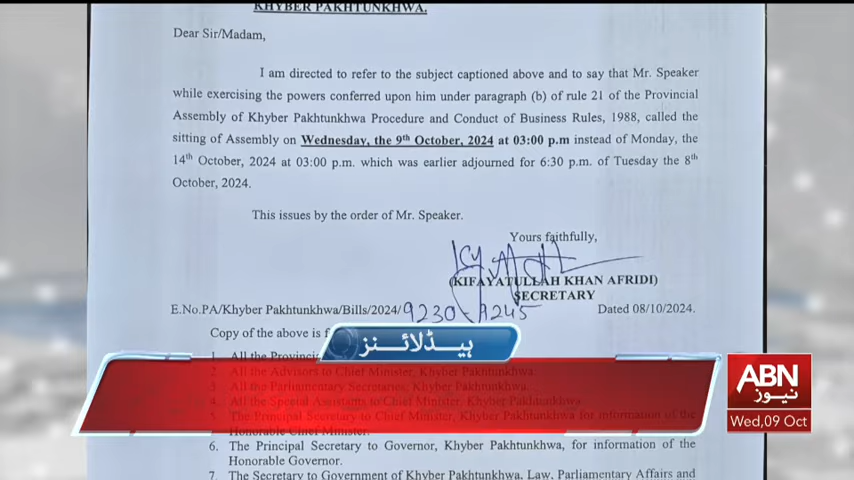 KHYBER PAKHTUNKHWA.
Dear Sir/Madam,
I am directed to refer to the subject captioned above and to say that Mr. Speaker
while exercising the powers conferred upon him under paragraph (b) of rule 21 of the Provincial
Assembly of Khyber Pakhtunkhwa Procedure and Conduct of Business Rules, 1988, called the
sitting of Assembly on Wednesday, the 9th October, 2024 at 03:00 p.m instead of Monday, the
14th October, 2024 at 03:00 p.m. which was earlier adjourned for 6:30 p.m. of Tuesday the 8th
October, 2024.
This issues by the order of Mr. Speaker.
Yours faithfully,
(KIFAYATULLAH KHAN AFRIDI)
SECRETARY
E.No.PA/Khyber Pakhtunkhwa/Bills/2024/9230-9245 Dated 08/10/2024.
Copy of the above is
ہیڈلائنز
1. All the
2. All the Advisors to Chief Minister, Khyber Pakhtunkhwa.
3. All the Parliamentary Secretaries, Khyber Pakhtunkhwa.
4. All the Special Assistants to Chief Minister, Khyber Pakhtunkhwa.
5. The Principal Secretary to Chief Minister, Khyber Pakhtunkhwa for information of the
Honorable Chief Minister.
6. The Principal Secretary to Governor, Khyber Pakhtunkhwa, for information of the
Honorable Governor.
7. The Secretary to Government of Khyber Pakhtunkhwa, Law, Parliamentary Affairs and
ABN
نیوز
Wed,09 Oct